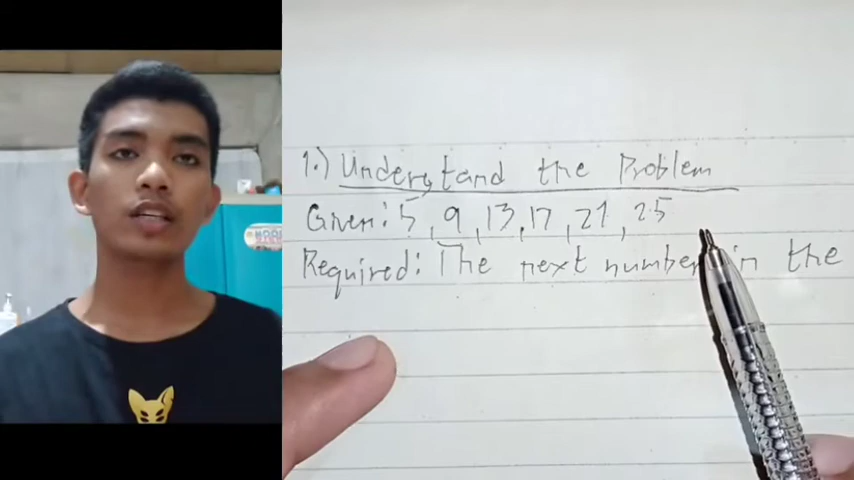 1.) Understand the Problem
Given: 5, 9, 13, 17, 21, 25
Required: The next number in the